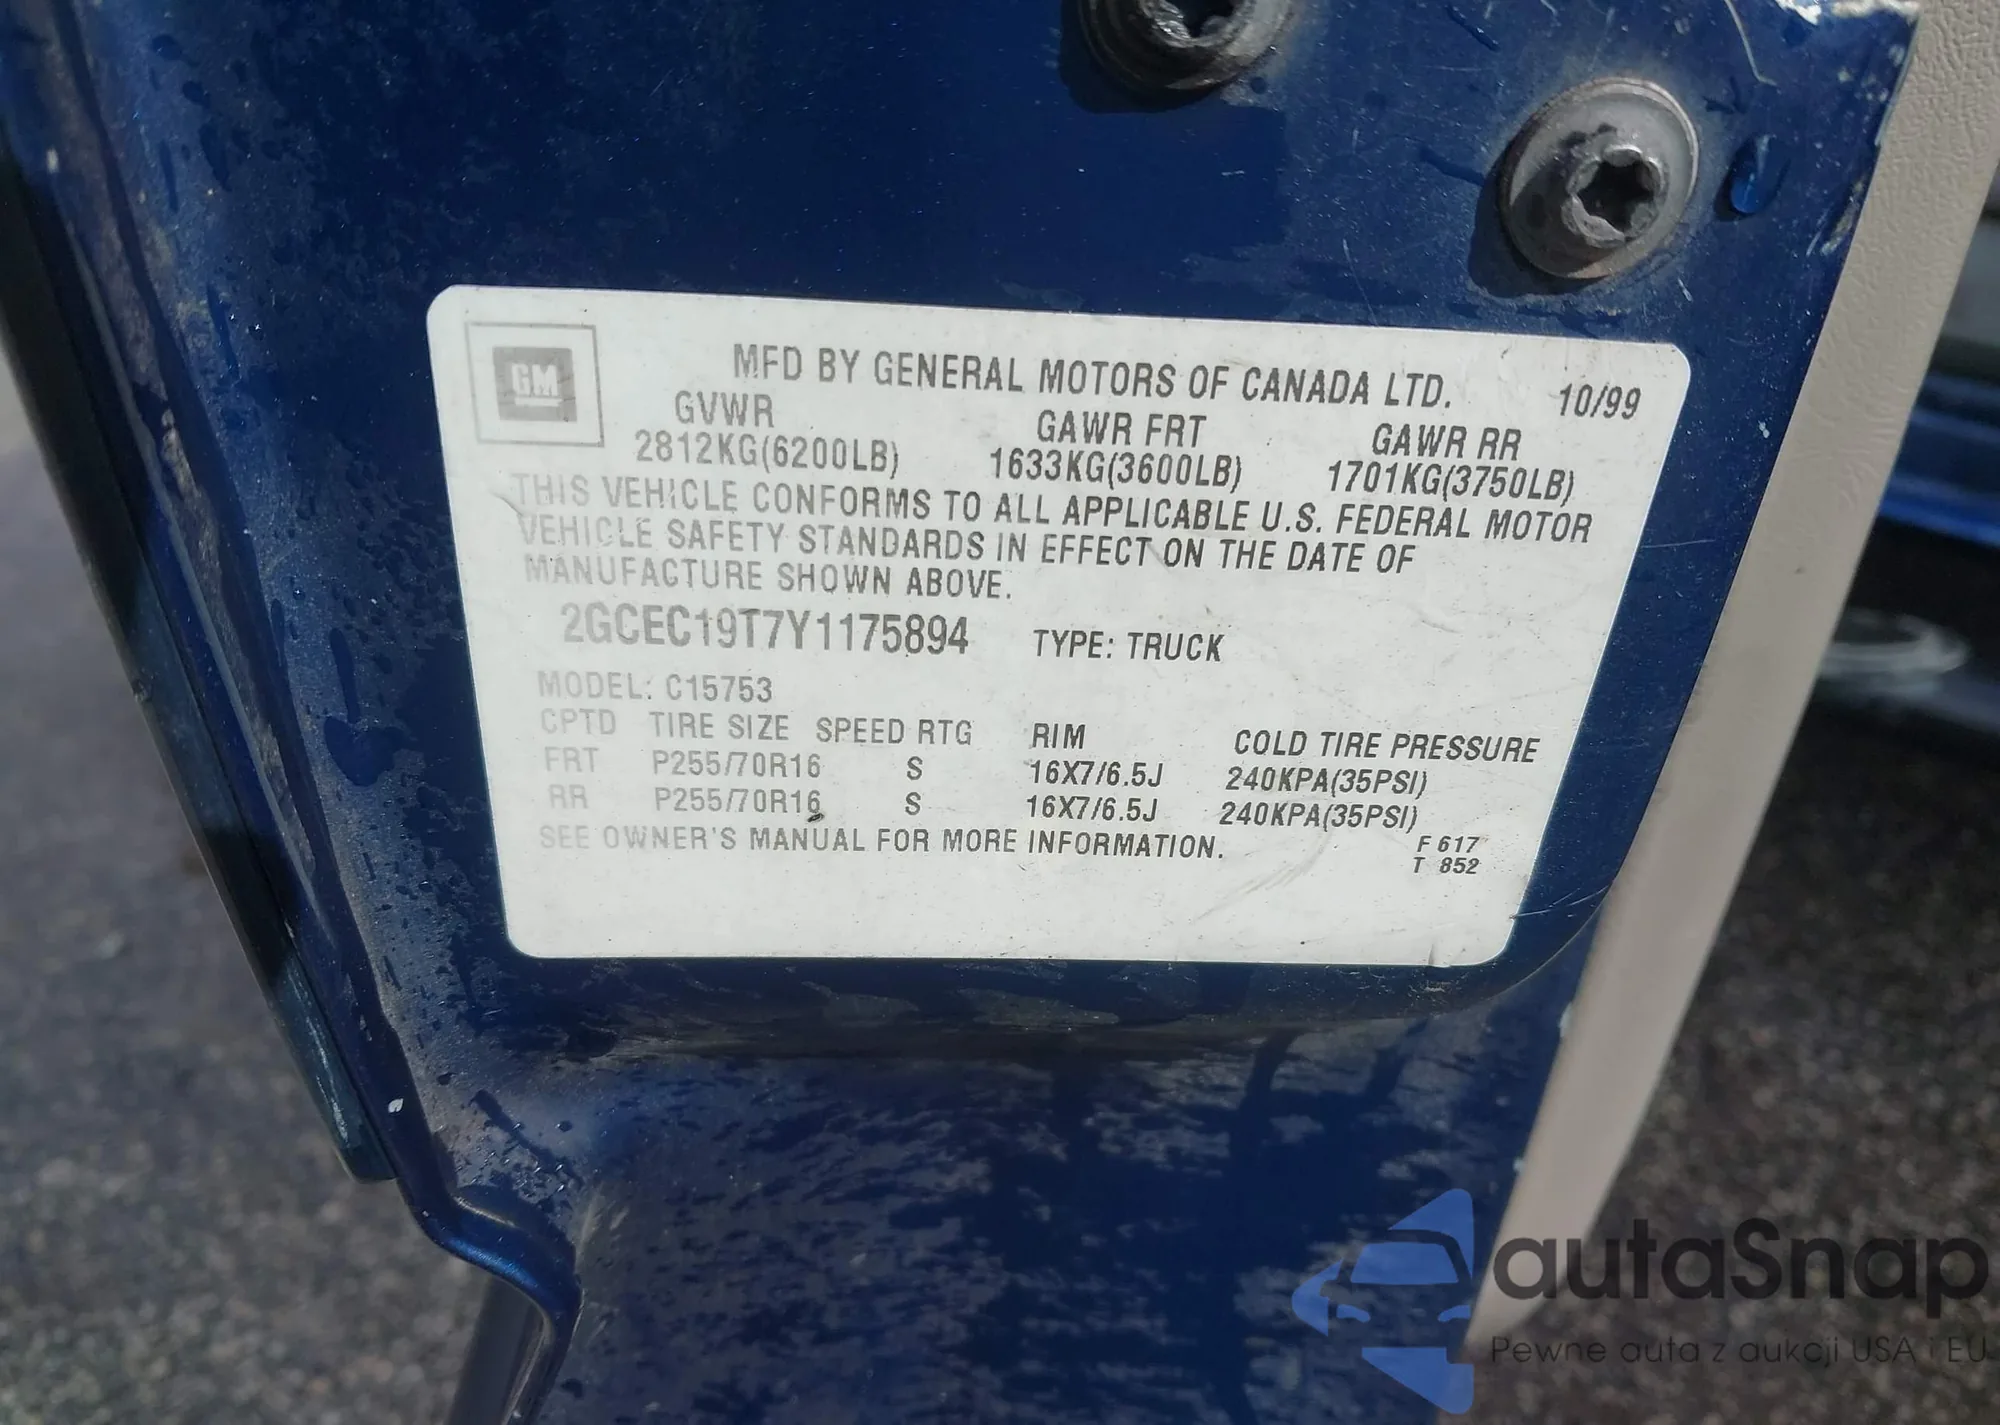 GM
MFD BY GENERAL MOTORS OF CANADA LTD. 10/99
GVWR GAWR FRT GAWR RR
2812KG(6200LB) 1633KG(3600LB) 1701KG(3750LB)
THIS VEHICLE CONFORMS TO ALL APPLICABLE U.S. FEDERAL MOTOR
VEHICLE SAFETY STANDARDS IN EFFECT ON THE DATE OF
MANUFACTURE SHOWN ABOVE.
2GCEC19T7Y1175894 TYPE: TRUCK
MODEL: C15753
CPTD TIRE SIZE SPEED RTG RIM COLD TIRE PRESSURE
FRT P255/70R16 S 16X7/6.5J 240KPA(35PSI)
RR P255/70R16 S 16X7/6.5J 240KPA(35PSI)
SEE OWNER'S MANUAL FOR MORE INFORMATION.
F 617
T 852
autaSnap
Pewne auta z aukcji USA i EU